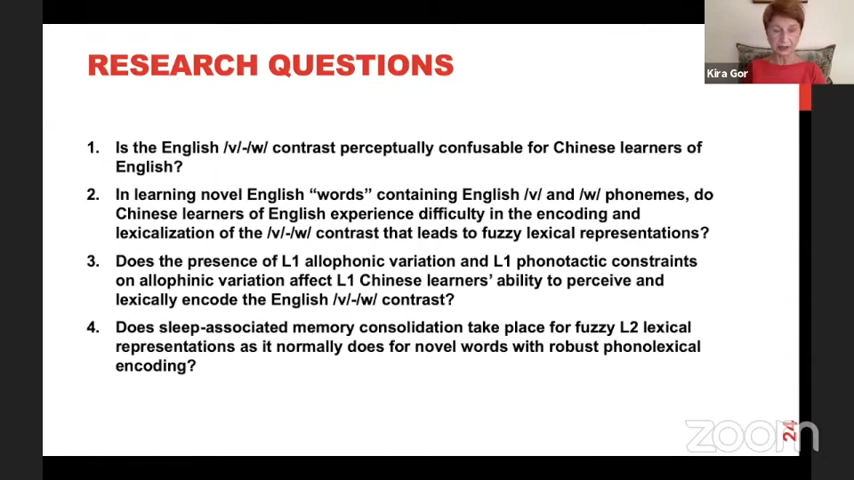 RESEARCH QUESTIONS
Kira Gor
1. Is the English /v/-/w/ contrast perceptually confusable for Chinese learners of
English?
2. In learning novel English “words” containing English /v/ and /w/ phonemes, do
Chinese learners of English experience difficulty in the encoding and
lexicalization of the /v/-/w/ contrast that leads to fuzzy lexical representations?
3. Does the presence of L1 allophonic variation and L1 phonotactic constraints
on allophinic variation affect L1 Chinese learners’ ability to perceive and
lexically encode the English /v/-/w/ contrast?
4. Does sleep-associated memory consolidation take place for fuzzy L2 lexical
representations as it normally does for novel words with robust phonolexical
encoding?
zoom
24